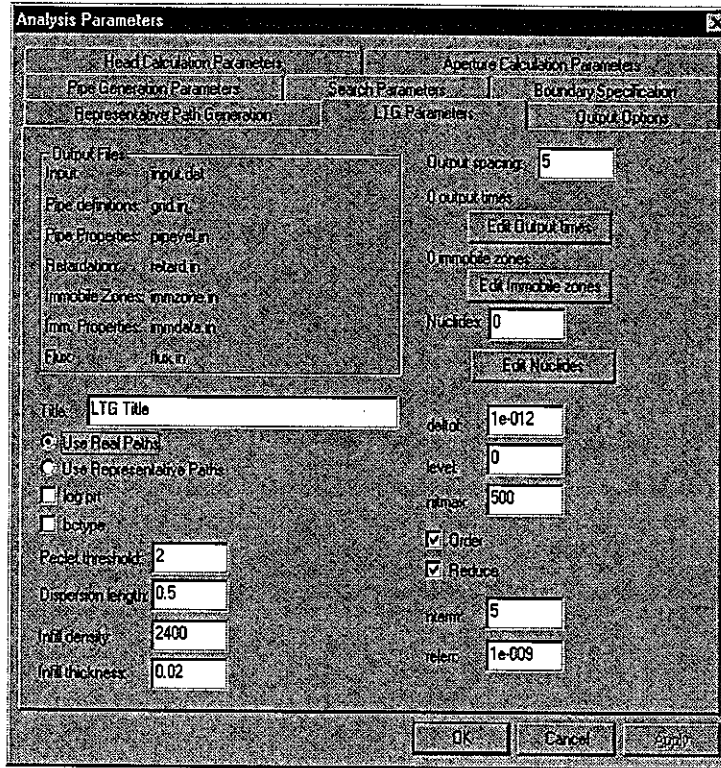 Analysis Parameters
Head Calculation Parameters
Aperture Calculation Parameters
Pipe Generation Parameters
Search Parameters
Boundary Specification
Representative Path Generation
LTG Parameters
Output Options
Output Files
Input: input.dat
Pipe definitions: grid.in
Pipe Properties: pipevel.in
Retardation: retard.in
Immobile Zones: immzone.in
Imm. Properties: immdata.in
Flux: flux.in
Title: LTG Title
Use Real Paths
Use Representative Paths
log prt
bctype
Peclet threshold: 2
Dispersion length: 0.5
Infill density: 2400
Infill thickness: 0.02
Output spacing: 5
0 output times
Edit Output times
0 immobile zones
Edit Immobile zones
Nuclides: 0
Edit Nuclides
deltol: 1e-012
level: 0
nitmax: 500
Order
Reduce
nterm: 5
relerr: 1e-009
OK
Cancel
Apply